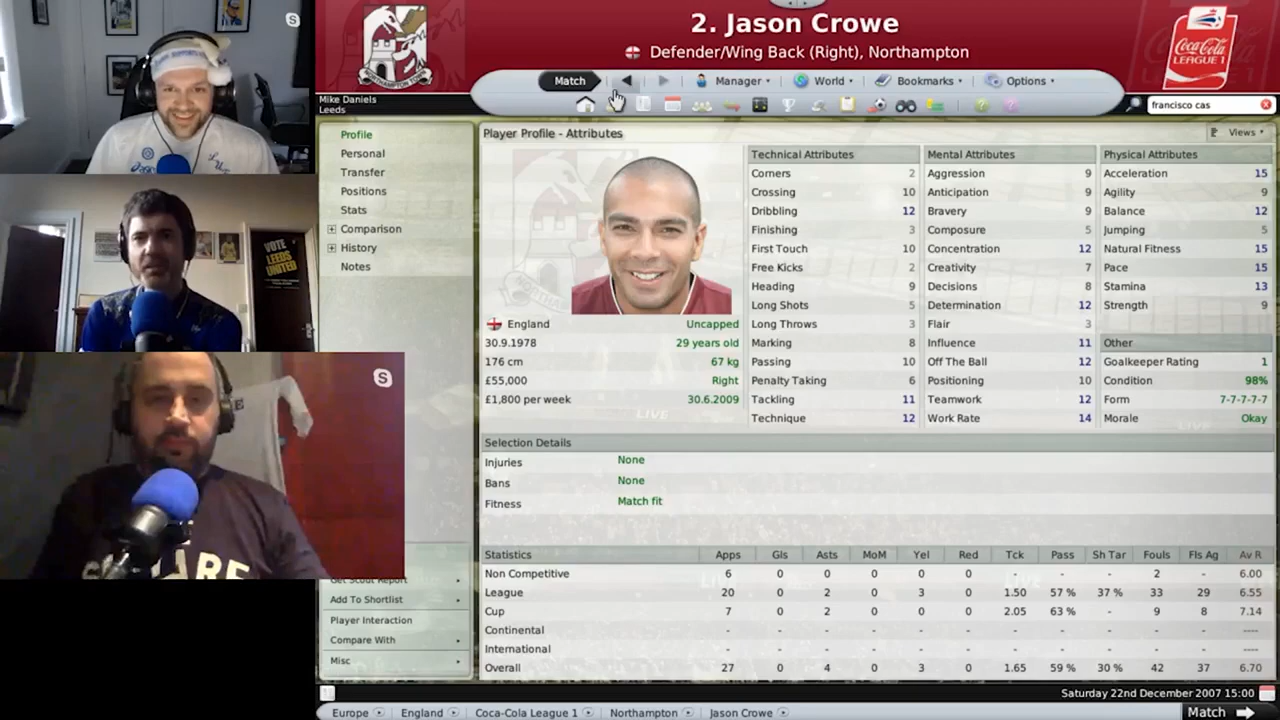 2. Jason Crowe
Defender/Wing Back (Right), Northampton
NORTHAMPTON TOWN
Coca-Cola
LEAGUE 1
Match
Manager
World
Bookmarks
Options
Mike Daniels
Leeds
francisco cas
Profile
Personal
Transfer
Positions
Stats
Comparison
History
Notes
Player Profile - Attributes
Views
England Uncapped
30.9.1978 29 years old
176 cm 67 kg
£55,000 Right
£1,800 per week 30.6.2009
Technical Attributes
Corners 2
Crossing 10
Dribbling 12
Finishing 3
First Touch 10
Free Kicks 2
Heading 9
Long Shots 5
Long Throws 3
Marking 8
Passing 10
Penalty Taking 6
Tackling 11
Technique 12
Mental Attributes
Aggression 9
Anticipation 9
Bravery 9
Composure 5
Concentration 12
Creativity 7
Decisions 8
Determination 12
Flair 3
Influence 11
Off The Ball 12
Positioning 10
Teamwork 12
Work Rate 14
Physical Attributes
Acceleration 15
Agility 9
Balance 12
Jumping 5
Natural Fitness 15
Pace 15
Stamina 13
Strength 9
Other
Goalkeeper Rating 1
Condition 98%
Form 7-7-7-7-7
Morale Okay
Selection Details
Injuries None
Bans None
Fitness Match fit
Statistics Apps Gls Asts MoM Yel Red Tck Pass Sh Tar Fouls Fls Ag Av R
Non Competitive 6 0 0 0 0 0 - - - 2 - 6.00
League 20 0 2 0 3 0 1.50 57 % 37 % 33 29 6.55
Cup 7 0 2 0 0 0 2.05 63 % - 9 8 7.14
Continental - - - - - - - - - - - ----
International - - - - - - - - - - - ----
Overall 27 0 4 0 3 0 1.65 59 % 30 % 42 37 6.70
Get Scout Report
Add To Shortlist
Player Interaction
Compare With
Misc
Saturday 22nd December 2007 15:00
Europe England Coca-Cola League 1 Northampton Jason Crowe
Match
VOTE
LEEDS
UNITED
LIVE